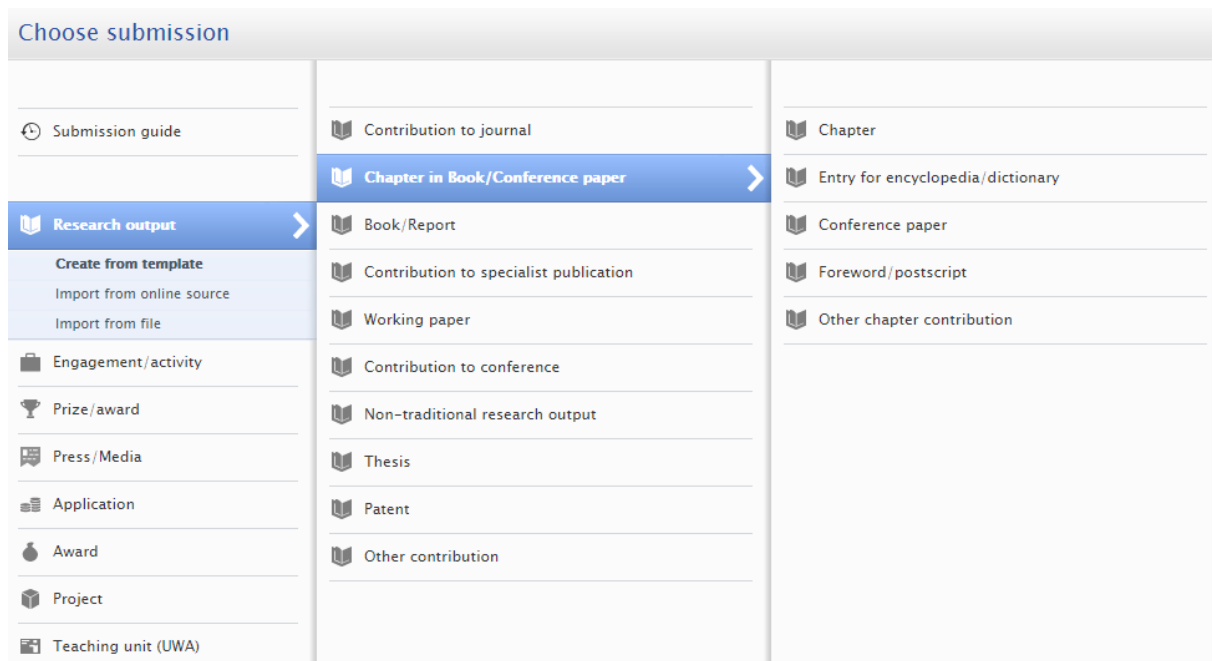 Choose submission
Submission guide
Research output
Create from template
Import from online source
Import from file
Engagement/activity
Prize/award
Press/Media
Application
Award
Project
Teaching unit (UWA)
Contribution to journal
Chapter in Book/Conference paper
Book/Report
Contribution to specialist publication
Working paper
Contribution to conference
Non-traditional research output
Thesis
Patent
Other contribution
Chapter
Entry for encyclopedia/dictionary
Conference paper
Foreword/postscript
Other chapter contribution